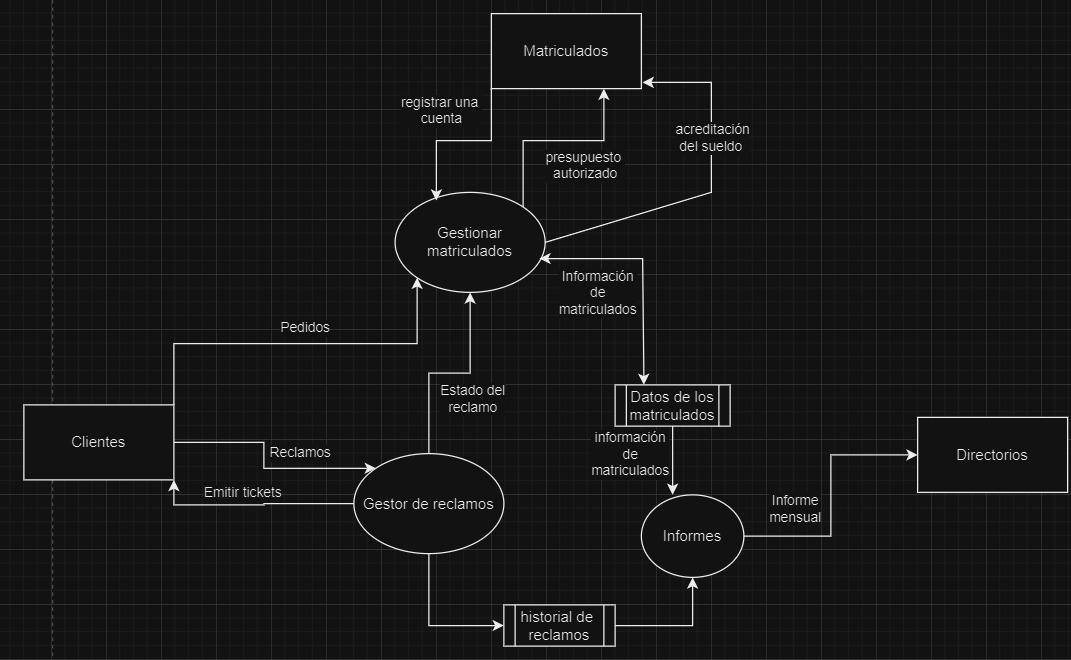 Matriculados
registrar una
cuenta
acreditación
del sueldo
presupuesto
autorizado
Gestionar
matriculados
Información
de
matriculados
Pedidos
Estado del
reclamo
Datos de los
matriculados
Clientes
Reclamos
información
de
matriculados
Directorios
Emitir tickets
Gestor de reclamos
Informe
mensual
Informes
historial de
reclamos